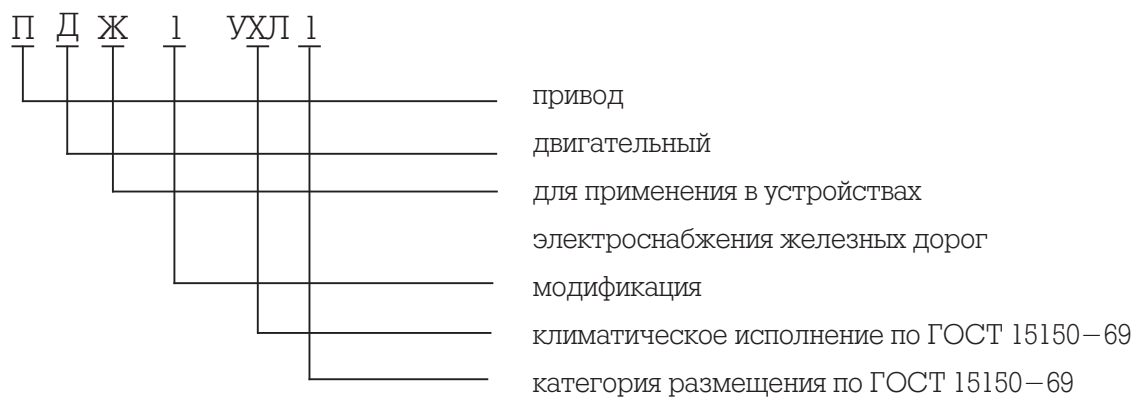 П Д Ж 1 УХЛ 1
привод
двигательный
для применения в устройствах
электроснабжения железных дорог
модификация
климатическое исполнение по ГОСТ 15150—69
категория размещения по ГОСТ 15150—69